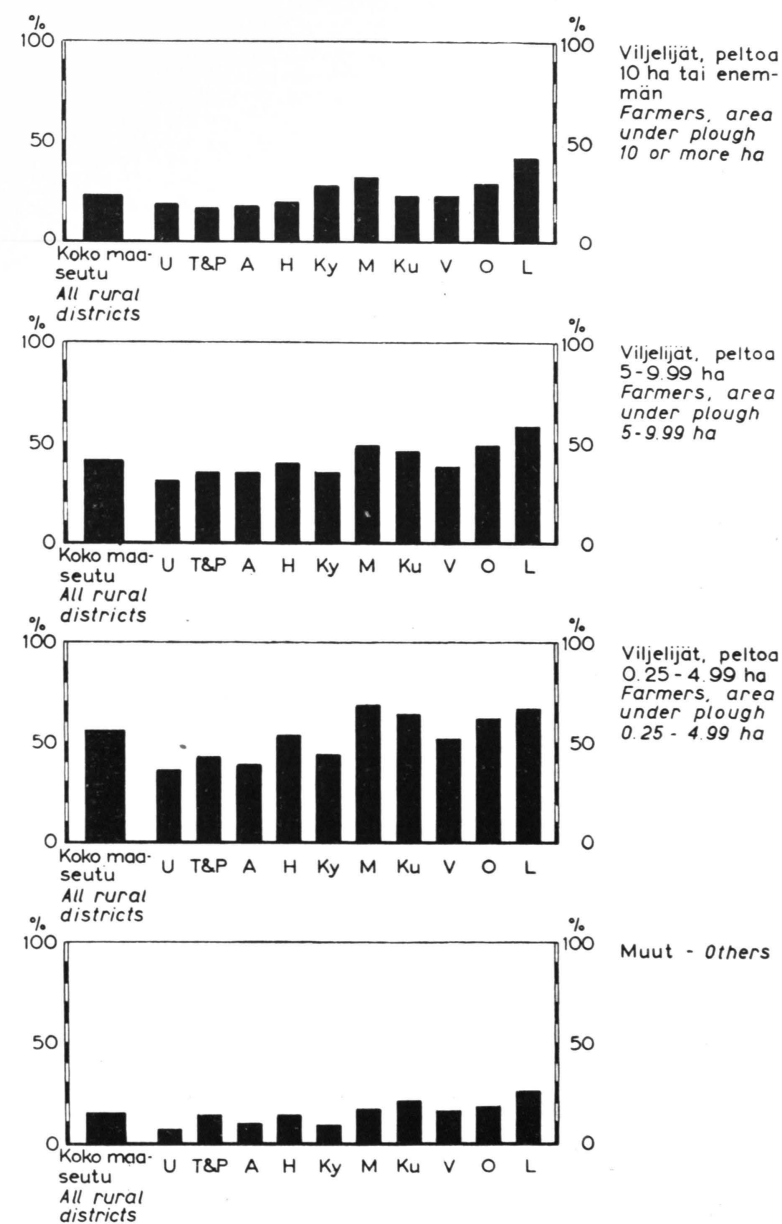 %
100
50
0
%
100
50
0
Koko maa-
seutu
All rural
districts
U T&P A H Ky M Ku V O L
Viljelijät, peltoa
10 ha tai enem-
män
Farmers, area
under plough
10 or more ha
%
100
50
0
%
100
50
0
Koko maa-
seutu
All rural
districts
U T&P A H Ky M Ku V O L
Viljelijät, peltoa
5-9.99 ha
Farmers, area
under plough
5-9.99 ha
%
100
50
0
%
100
50
0
Koko maa-
seutu
All rural
districts
U T&P A H Ky M Ku V O L
Viljelijät, peltoa
0.25-4.99 ha
Farmers, area
under plough
0.25 - 4.99 ha
%
100
50
0
%
100
50
0
Koko maa-
seutu
All rural
districts
U T&P A H Ky M Ku V O L
Muut - Others